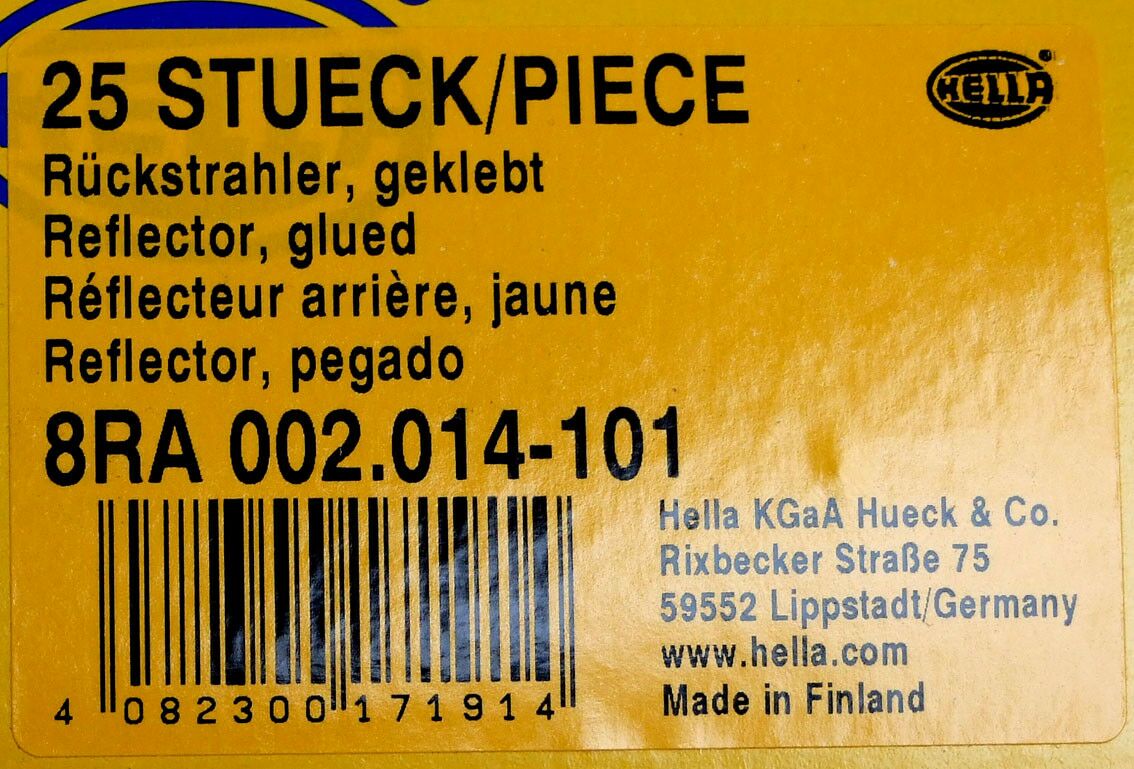 25 STUECK/PIECE
HELLA
Rückstrahler, geklebt
Reflector, glued
Réflecteur arrière, jaune
Reflector, pegado
8RA 002.014-101
Hella KGaA Hueck & Co.
Rixbecker Straße 75
59552 Lippstadt/Germany
www.hella.com
Made in Finland
4 082300 171914